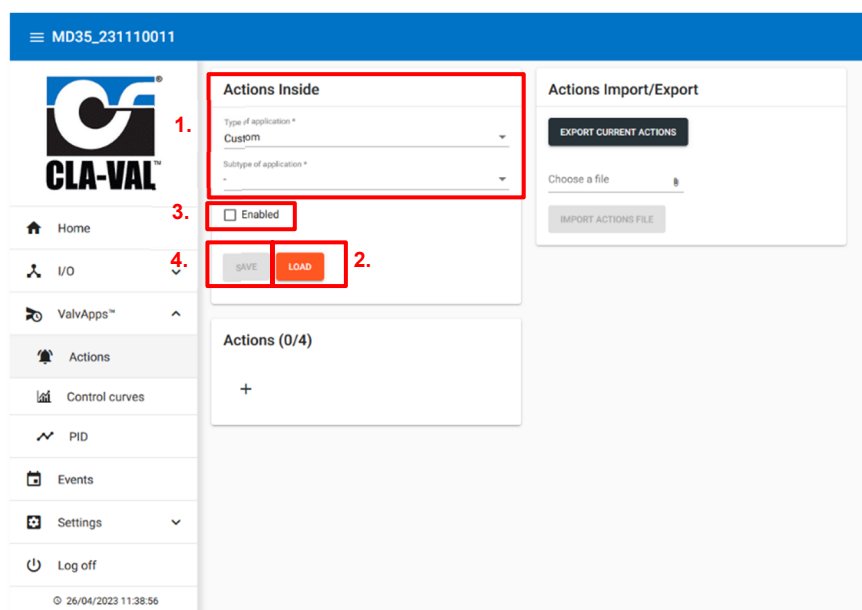 MD35_231110011
®
CLA-VAL™
Home
I/O
ValvApps™
Actions
Control curves
PID
Events
Settings
Log off
26/04/2023 11:38:56
1.
Actions Inside
Type of application *
Custom
Subtype of application *
-
3.
Enabled
4.
SAVE
LOAD
2.
Actions (0/4)
+
Actions Import/Export
EXPORT CURRENT ACTIONS
Choose a file
IMPORT ACTIONS FILE